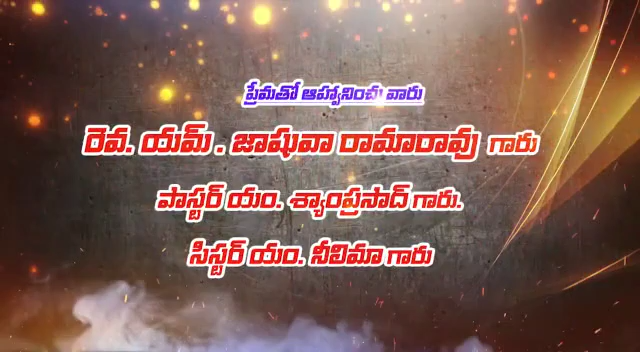 ప్రేమతో ఆహ్వానించు వారు
రెవ. యమ్ . జాషువా రామారావు గారు
పాస్టర్ యం. శ్యాంప్రసాద్ గారు.
సిస్టర్ యం. నీలిమా గారు